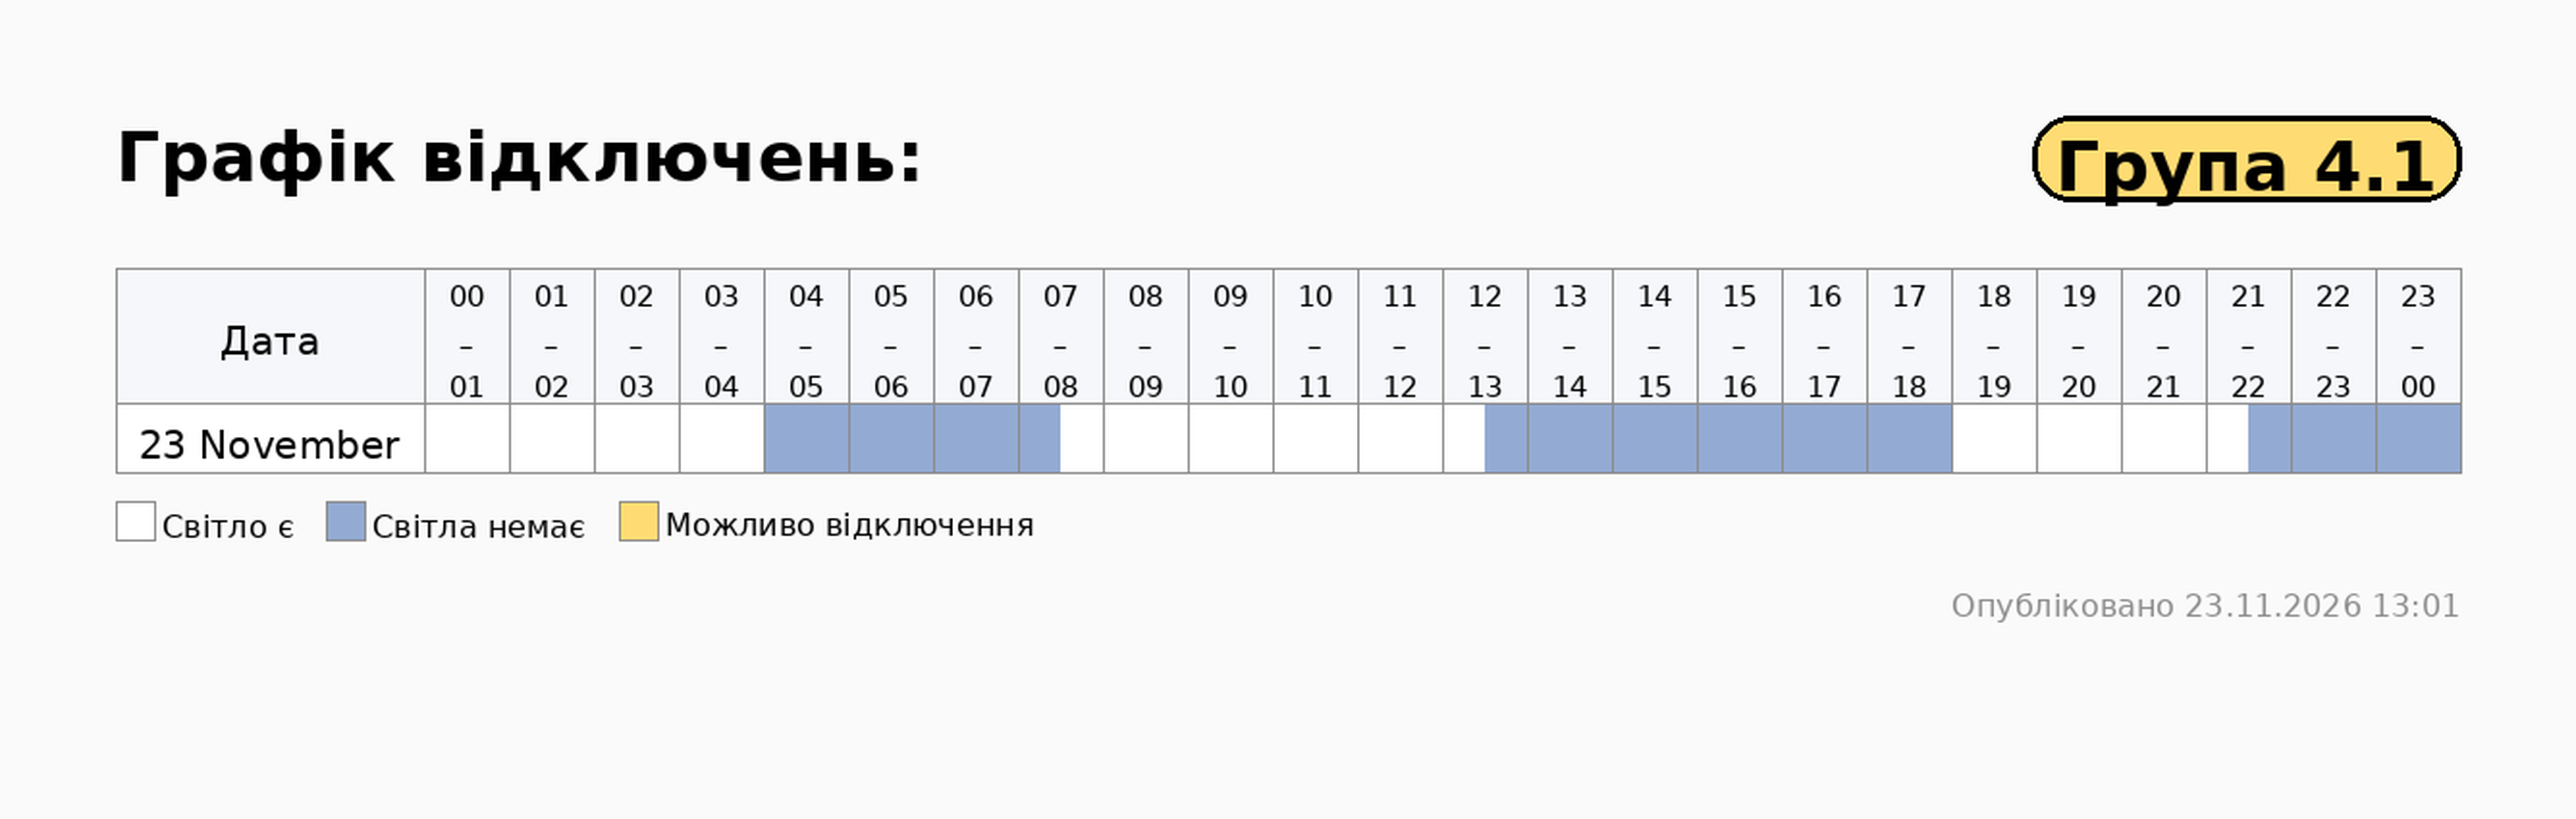 Графік відключень:
Група 4.1
Дата
00 – 01
01 – 02
02 – 03
03 – 04
04 – 05
05 – 06
06 – 07
07 – 08
08 – 09
09 – 10
10 – 11
11 – 12
12 – 13
13 – 14
14 – 15
15 – 16
16 – 17
17 – 18
18 – 19
19 – 20
20 – 21
21 – 22
22 – 23
23 – 00
23 November
Світло є
Світла немає
Можливо відключення
Опубліковано 23.11.2026 13:01